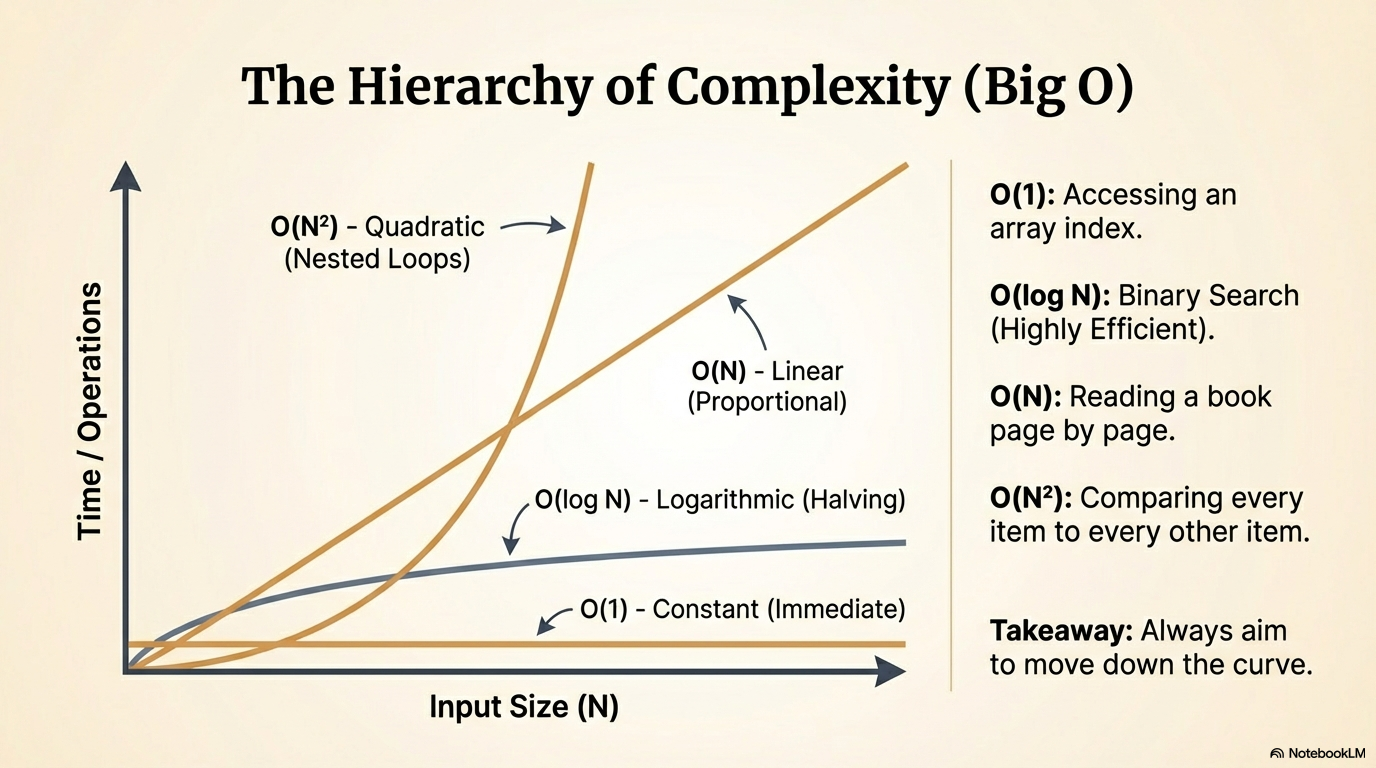 The Hierarchy of Complexity (Big O)
Time / Operations
O(N²) - Quadratic
(Nested Loops)
O(N) - Linear
(Proportional)
O(log N) - Logarithmic (Halving)
O(1) - Constant (Immediate)
Input Size (N)
O(1): Accessing an
array index.
O(log N): Binary Search
(Highly Efficient).
O(N): Reading a book
page by page.
O(N²): Comparing every
item to every other item.
Takeaway: Always aim
to move down the curve.
NotebookLM